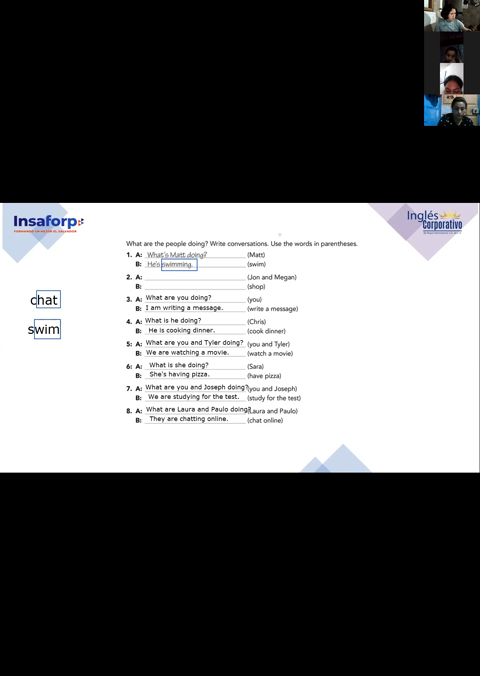 Insaforp
FORMANDO UN MEJOR EL SALVADOR
Inglés
Corporativo
What are the people doing? Write conversations. Use the words in parentheses.
1. A: What's Matt doing? (Matt)
B: He's swimming. (swim)
2. A: (Jon and Megan)
B: (shop)
chat
3. A: What are you doing? (you)
B: I am writing a message. (write a message)
swim
4. A: What is he doing? (Chris)
B: He is cooking dinner. (cook dinner)
5: A: What are you and Tyler doing? (you and Tyler)
B: We are watching a movie. (watch a movie)
6: A: What is she doing? (Sara)
B: She's having pizza. (have pizza)
7. A: What are you and Joseph doing? (you and Joseph)
B: We are studying for the test. (study for the test)
8. A: What are Laura and Paulo doing? (Laura and Paulo)
B: They are chatting online. (chat online)